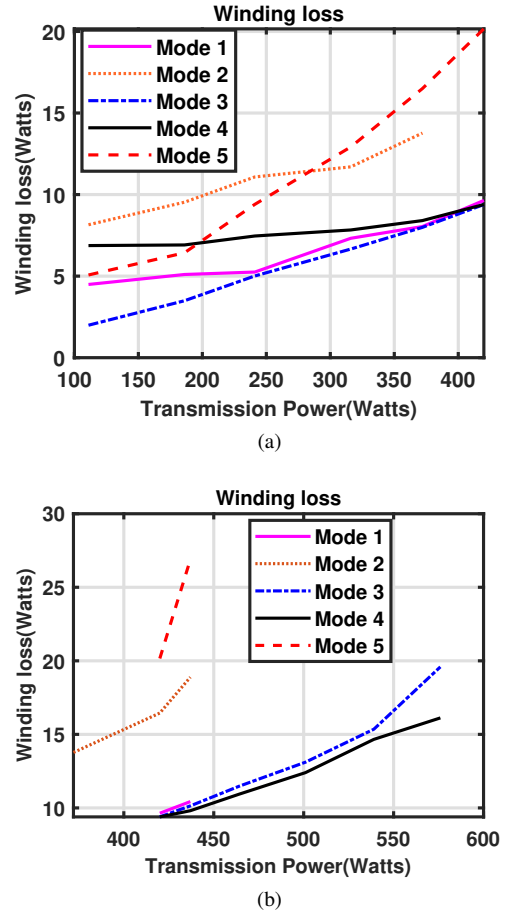 Winding loss
20
15
10
5
0
Winding loss(Watts)
Mode 1
Mode 2
Mode 3
Mode 4
Mode 5
100 150 200 250 300 350 400
Transmission Power(Watts)
(a)
Winding loss
30
25
20
15
10
Winding loss(Watts)
Mode 1
Mode 2
Mode 3
Mode 4
Mode 5
400 450 500 550 600
Transmission Power(Watts)
(b)